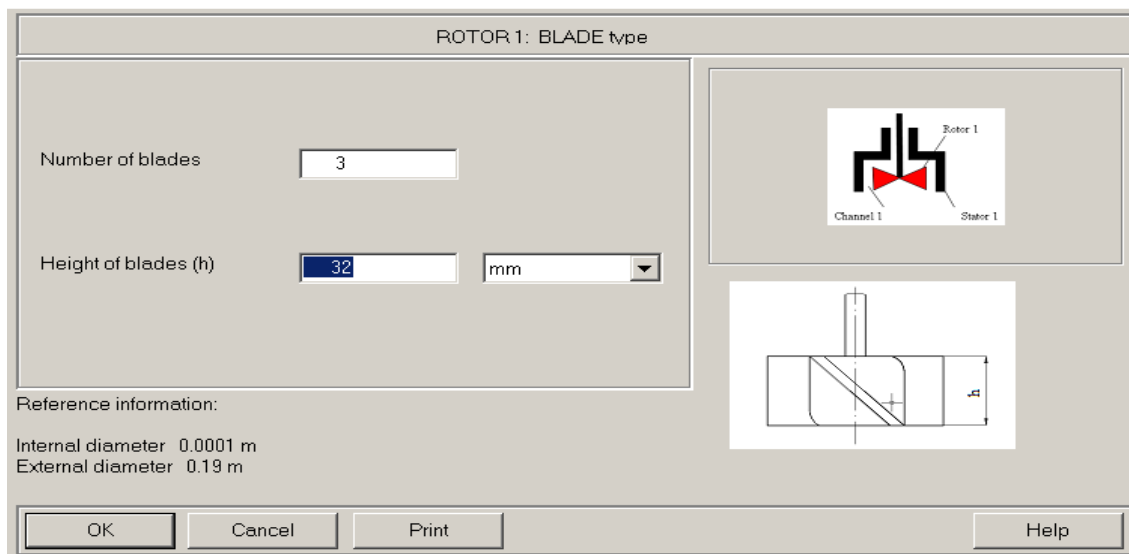 ROTOR 1: BLADE type
Number of blades
3
Height of blades (h)
32
mm
Rotor 1
Channel 1
Stator 1
h
Reference information:
Internal diameter 0.0001 m
External diameter 0.19 m
OK
Cancel
Print
Help